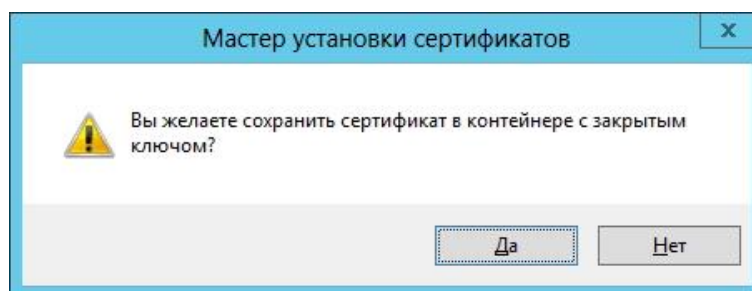 Мастер установки сертификатов
x
Вы желаете сохранить сертификат в контейнере с закрытым
ключом?
Да
Нет